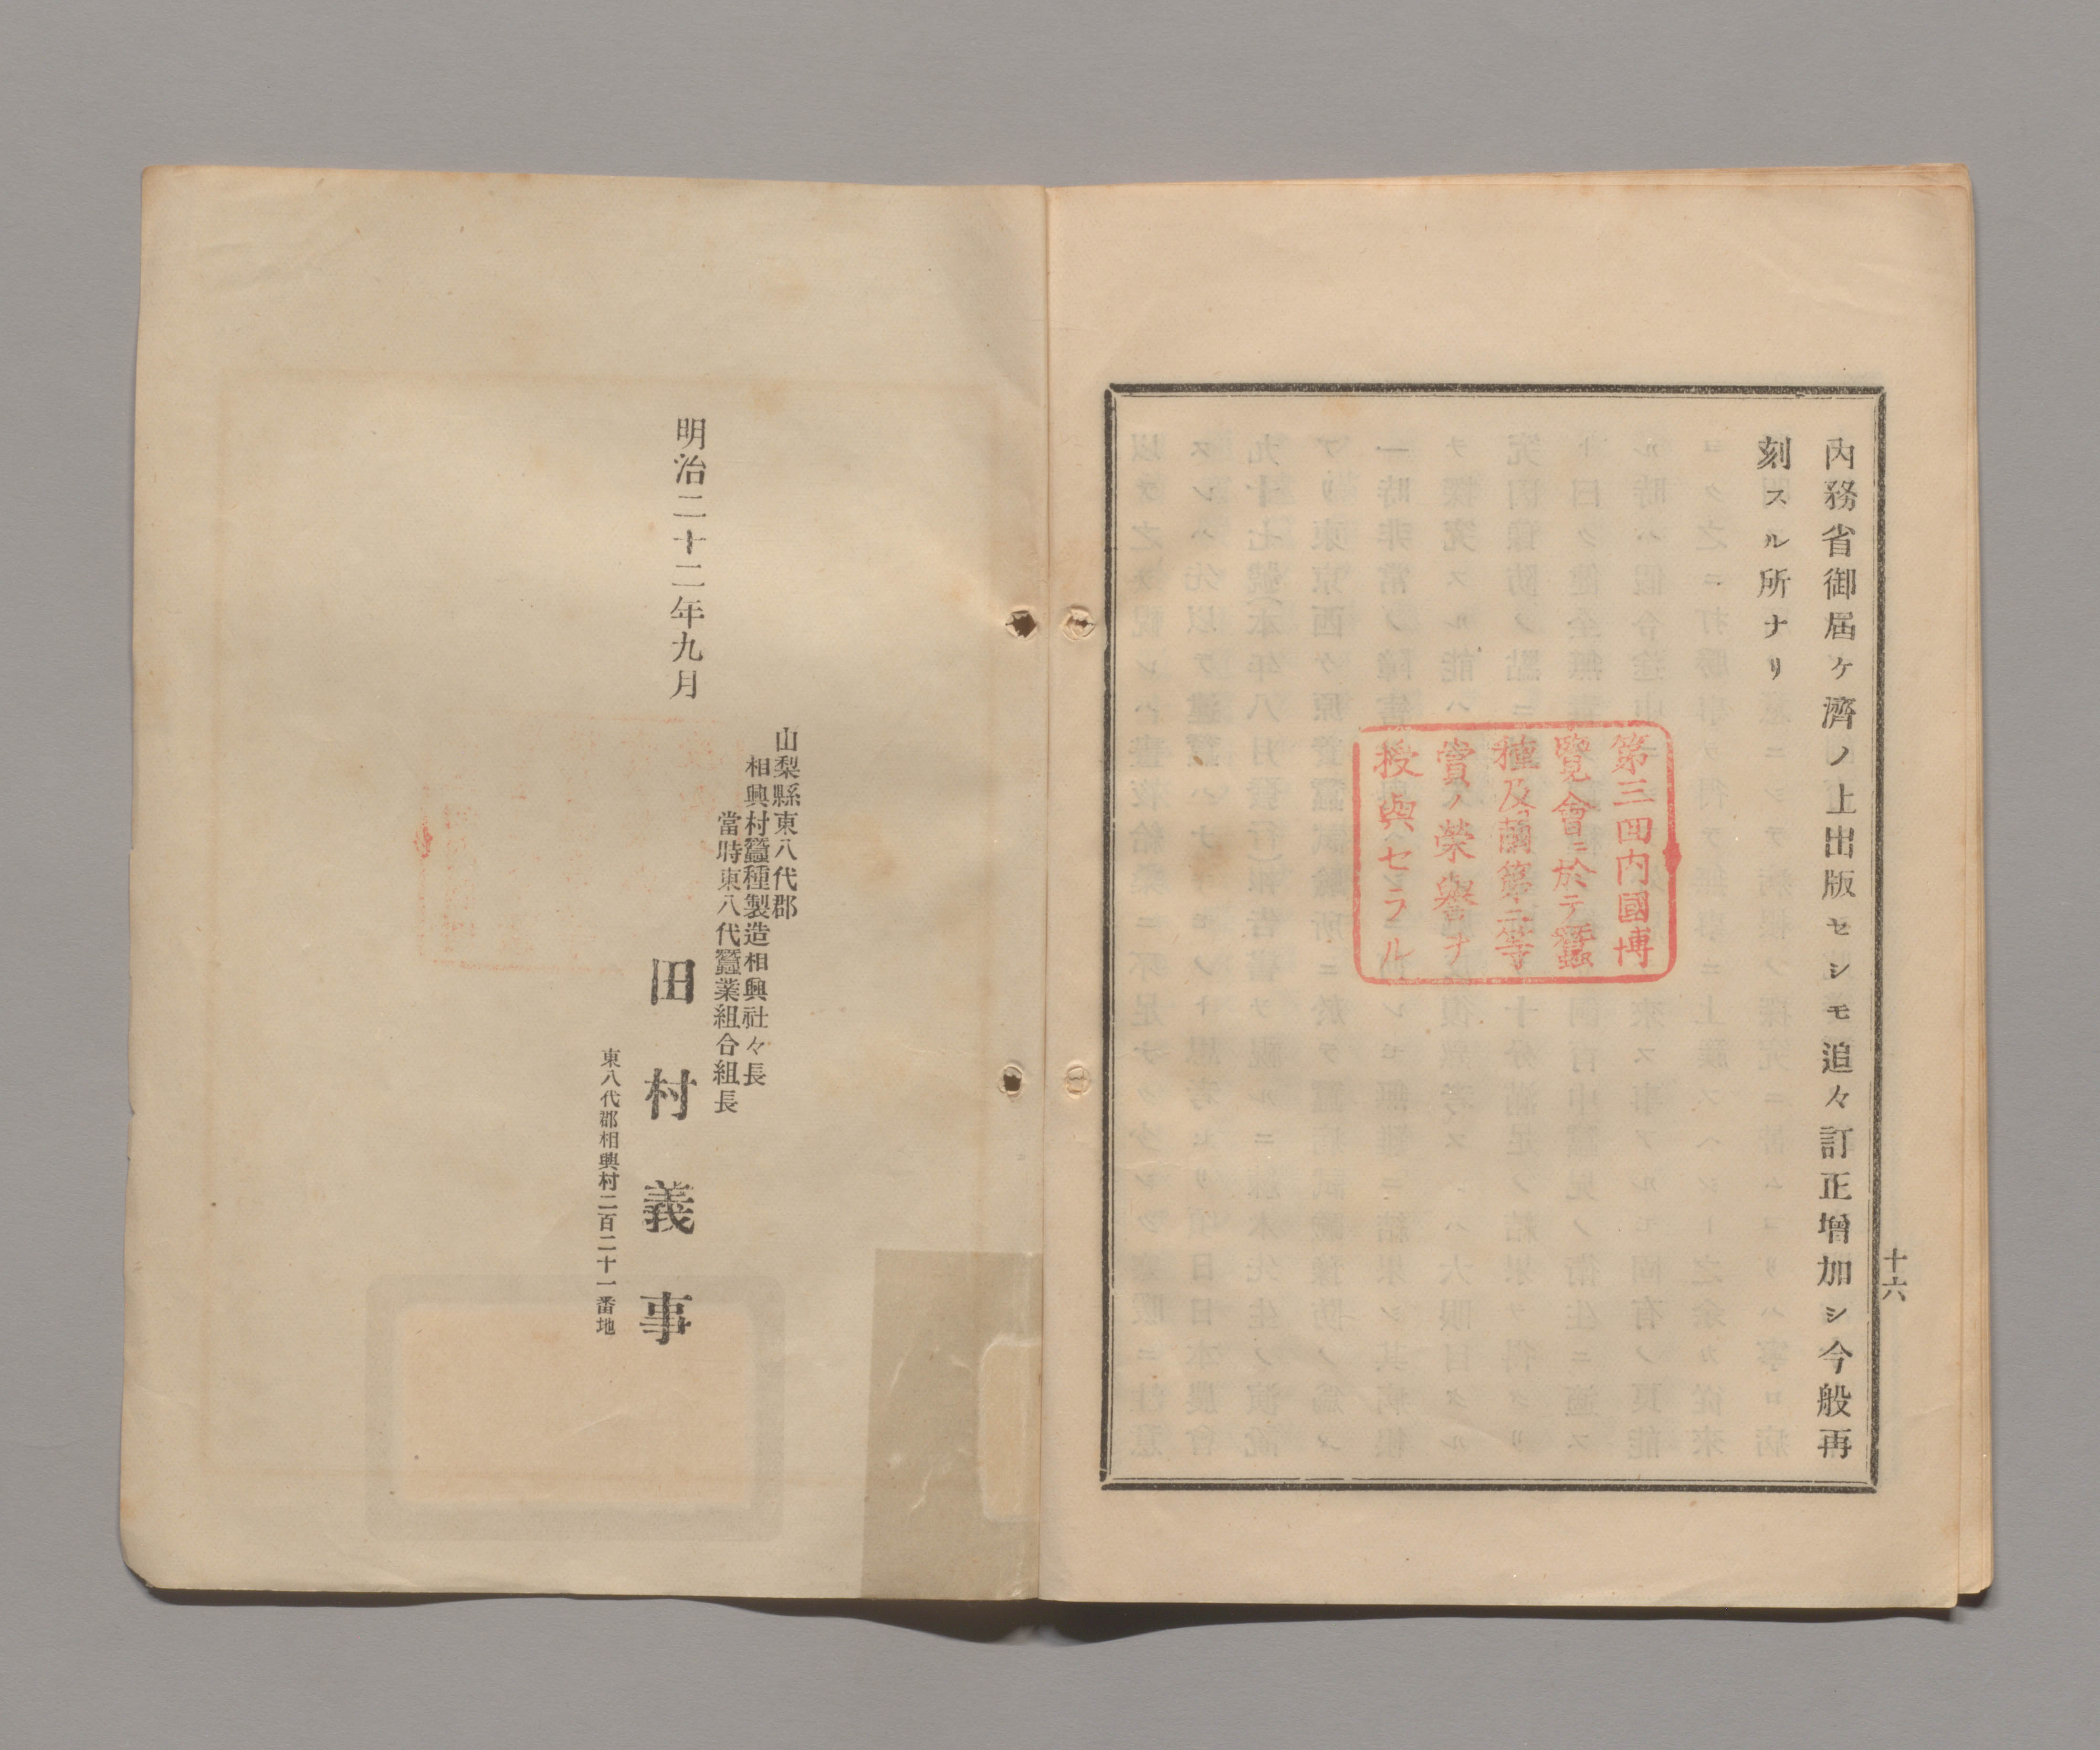 內務省御屆ケ濟ノ上出版セシモ追々訂正增加シ今般再
刻スル所ナリ
十六
第三回內國博
覽會ニ於テ蠶
種及繭第二等
賞ノ榮譽ヲ
授與セラル
明治二十二年九月
山梨縣東八代郡
相興村蠶種製造相興社々長
當時東八代蠶業組合組長
田村義事
東八代郡相興村二百二十一番地